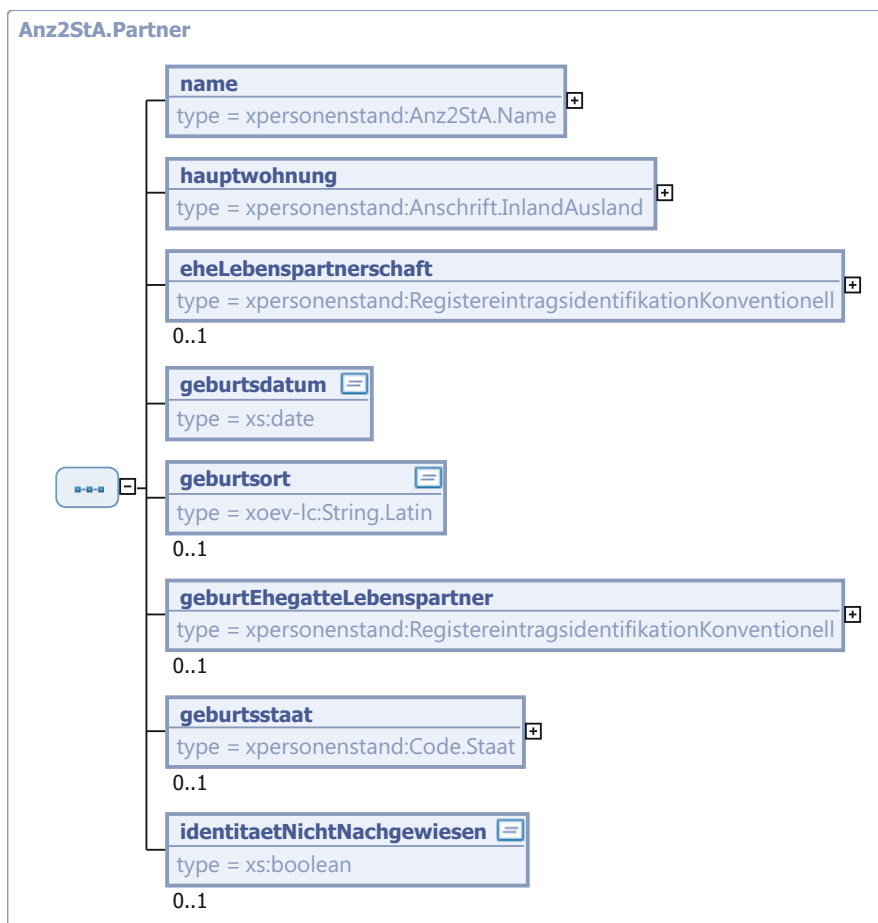 Anz2StA.Partner
name
type = xpersonenstand:Anz2StA.Name
hauptwohnung
type = xpersonenstand:Anschrift.InlandAusland
eheLebenspartnerschaft
type = xpersonenstand:RegistereintragsidentifikationKonventionell
0..1
geburtsdatum
type = xs:date
geburtsort
type = xoev-lc:String.Latin
0..1
geburtEhegatteLebenspartner
type = xpersonenstand:RegistereintragsidentifikationKonventionell
0..1
geburtsstaat
type = xpersonenstand:Code.Staat
0..1
identitaetNichtNachgewiesen
type = xs:boolean
0..1